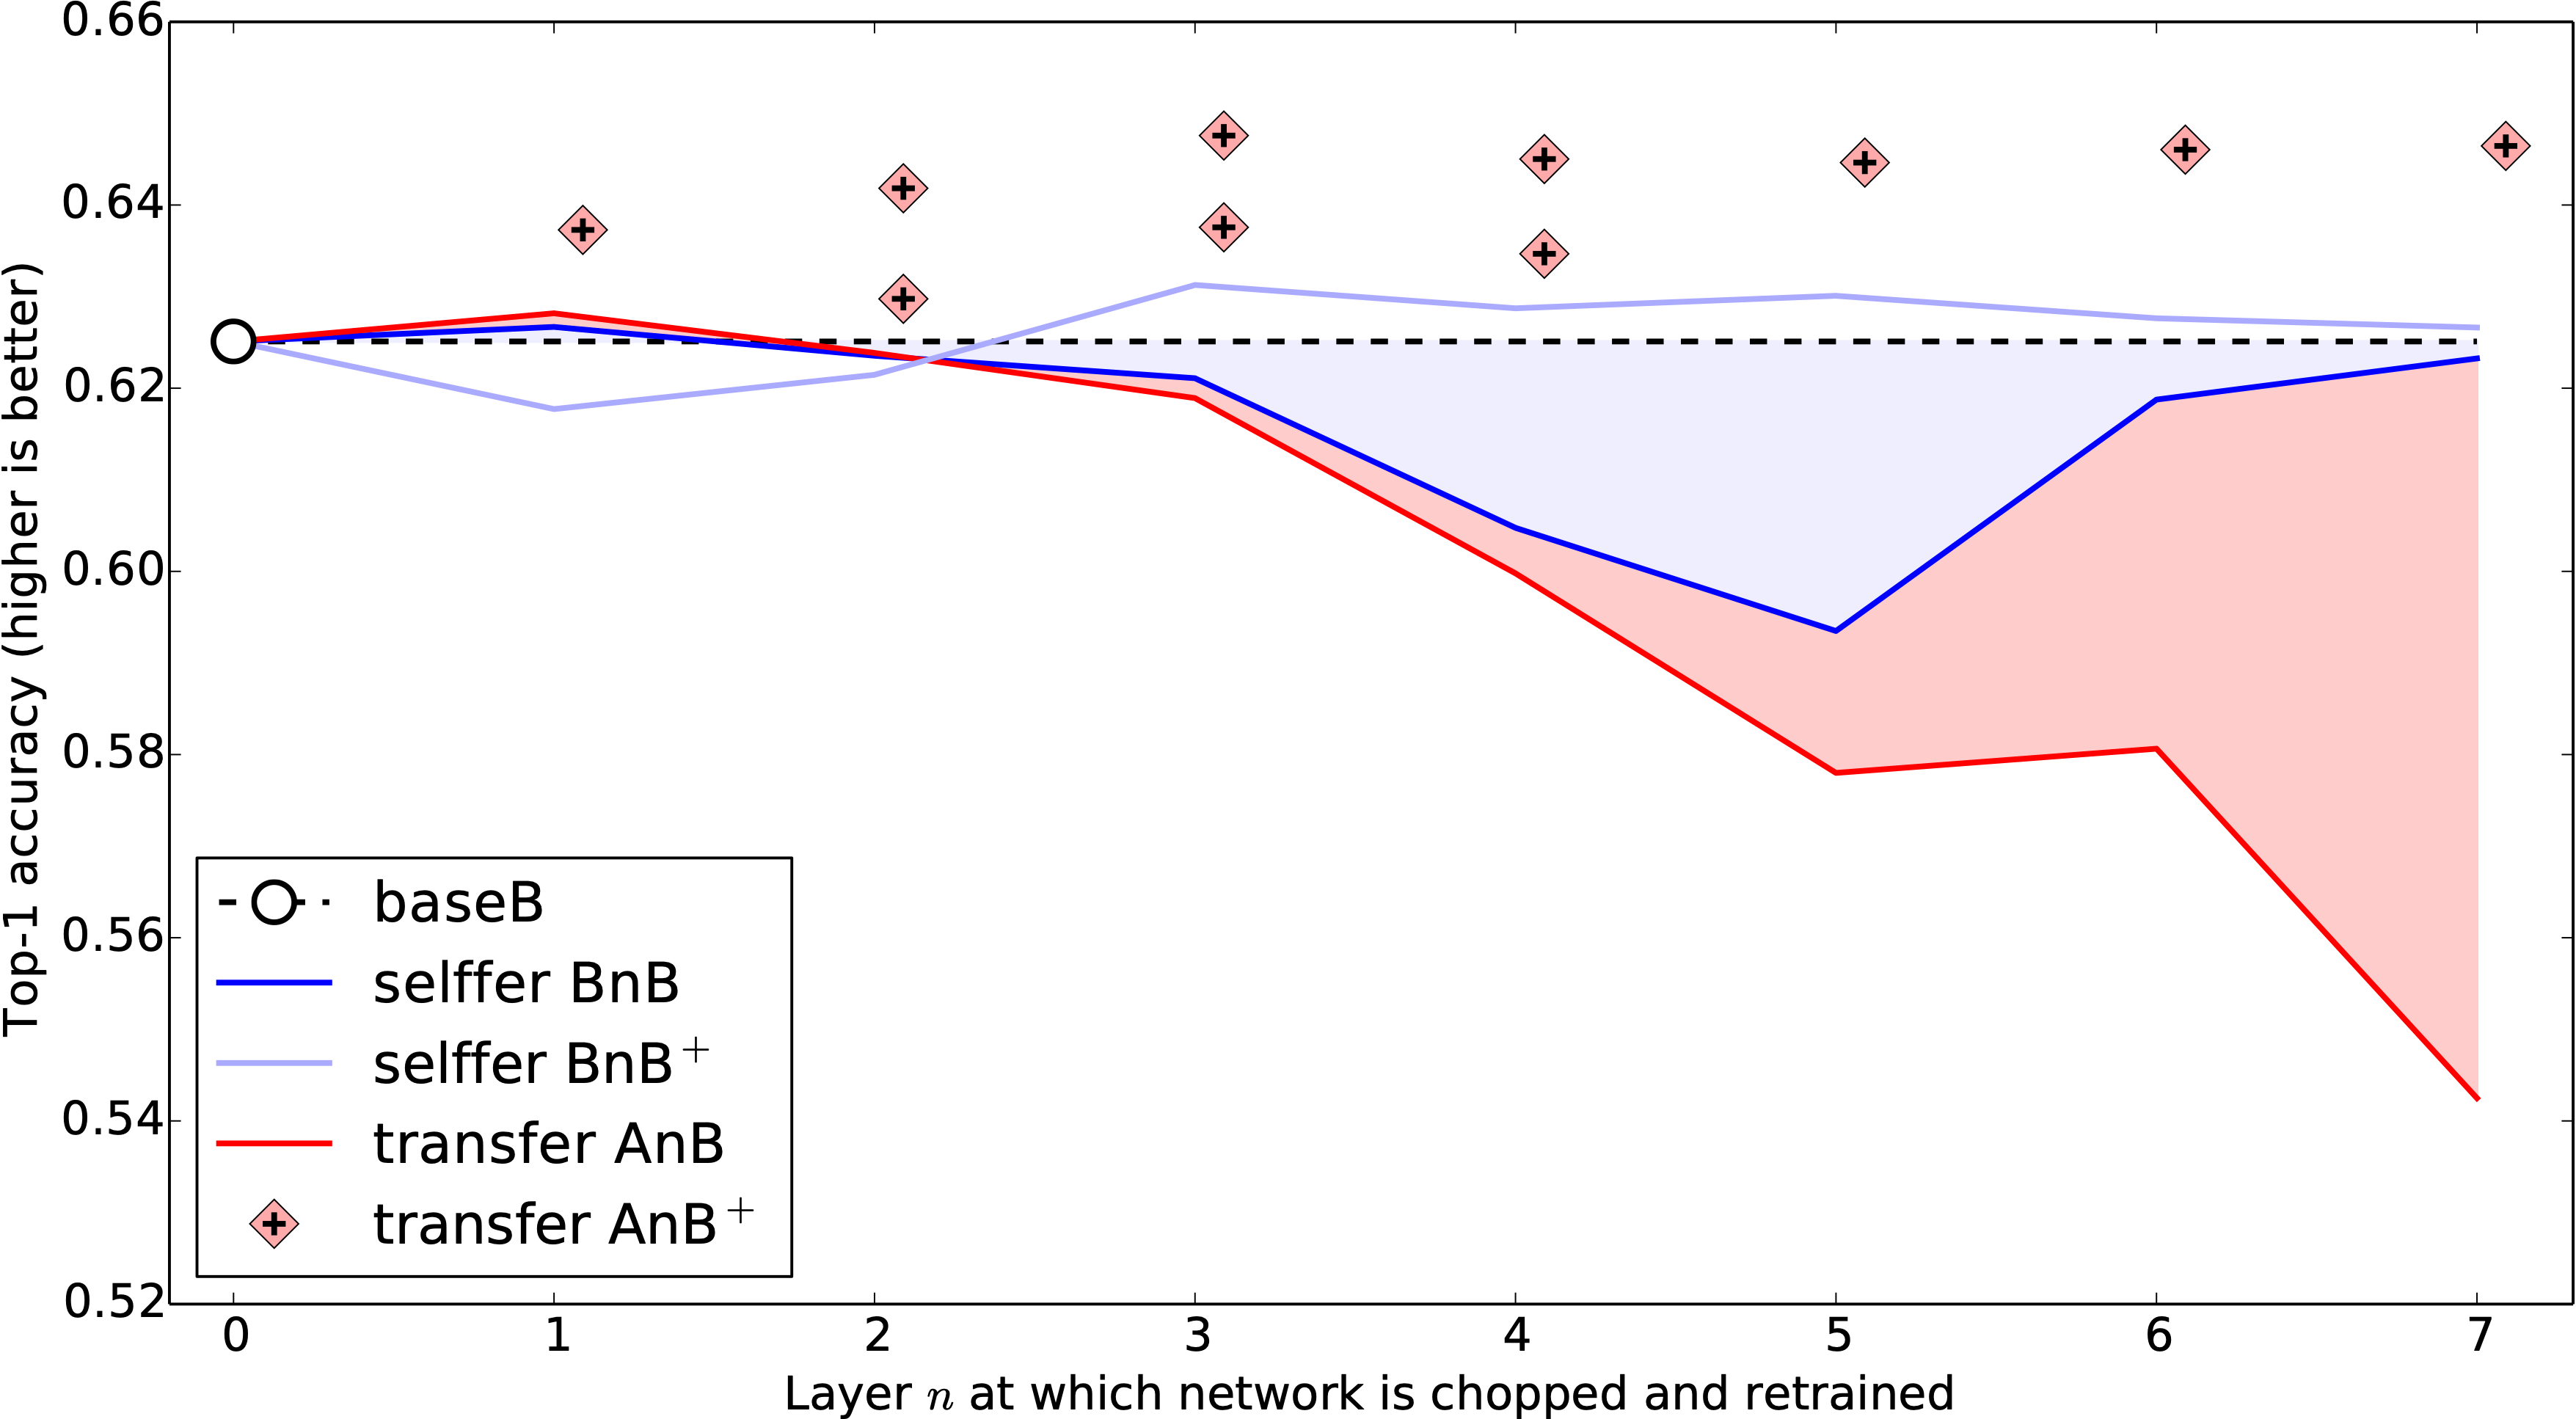 0.66
0.64
0.62
0.60
0.58
0.56
0.54
0.52
Top-1 accuracy (higher is better)
baseB
selffer BnB
selffer BnB⁺
transfer AnB
transfer AnB⁺
0 1 2 3 4 5 6 7
Layer n at which network is chopped and retrained